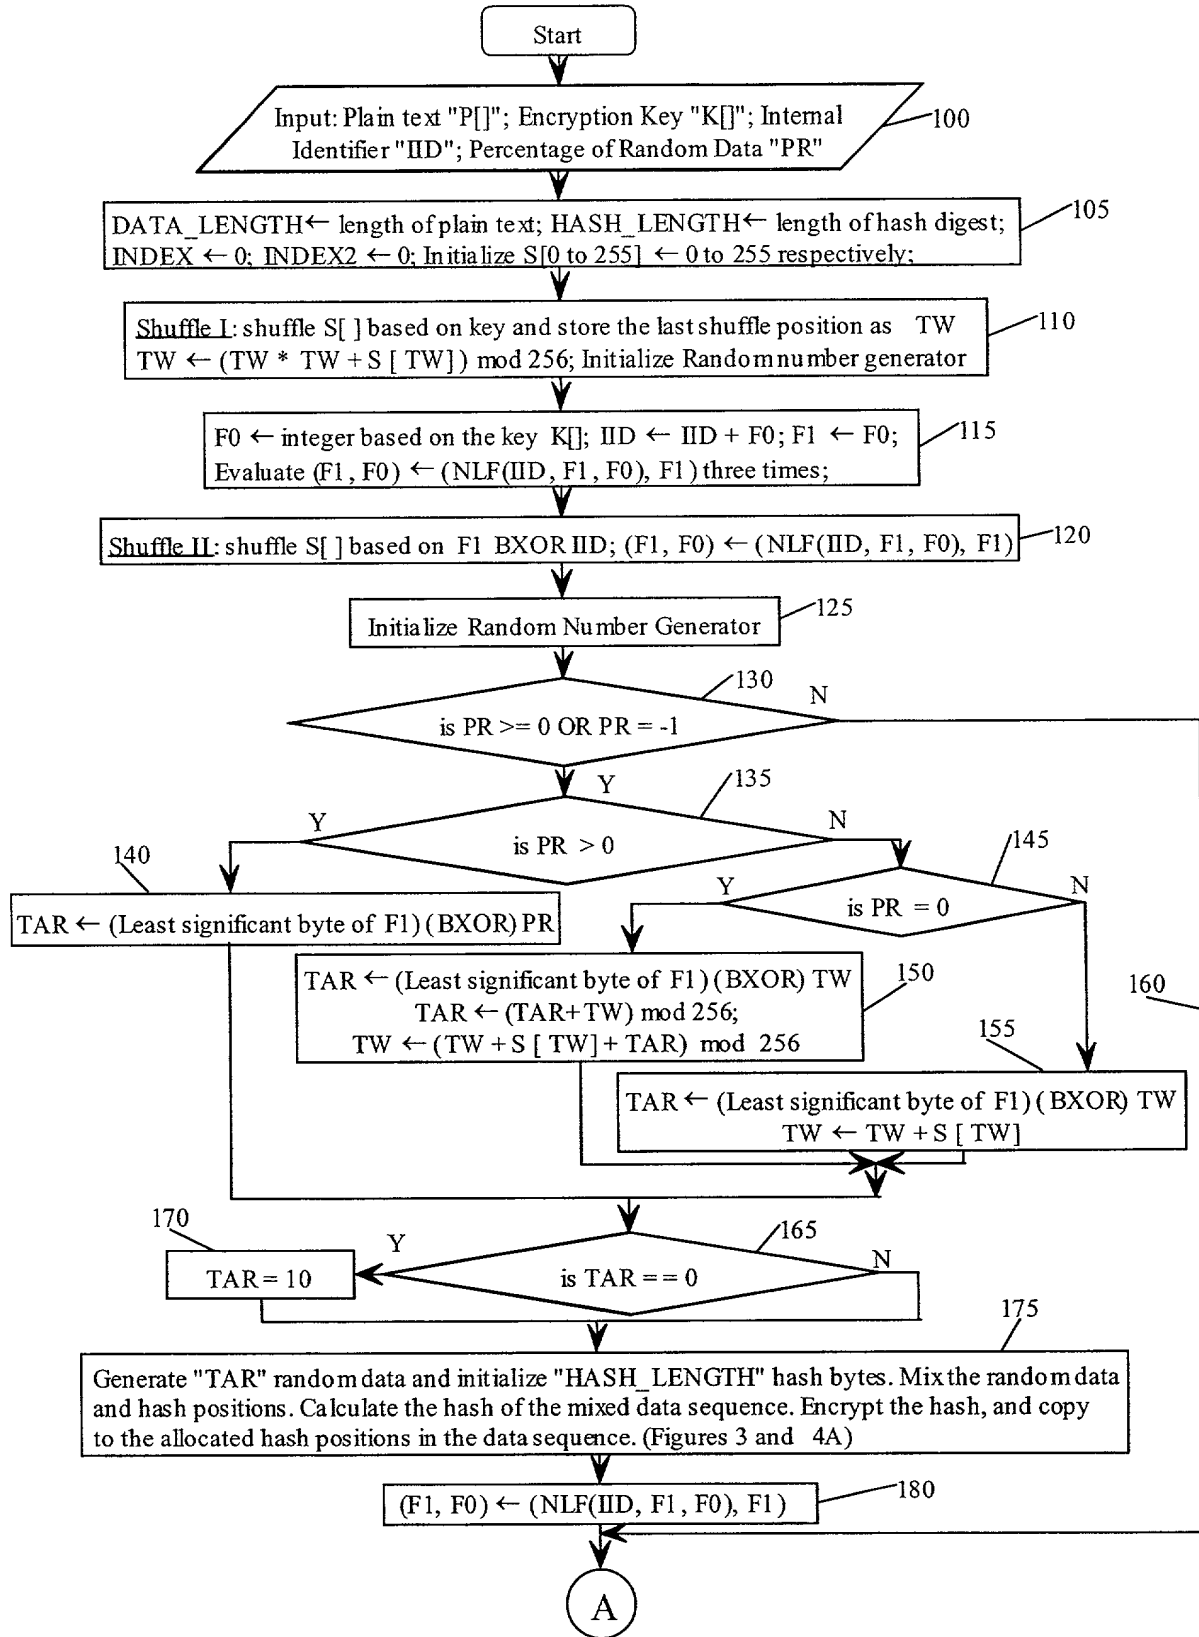 Start
Input: Plain text "P[]"; Encryption Key "K[]"; Internal
Identifier "IID"; Percentage of Random Data "PR"
100
DATA_LENGTH← length of plain text; HASH_LENGTH← length of hash digest;
INDEX ← 0; INDEX2 ← 0; Initialize S[0 to 255] ← 0 to 255 respectively;
105
Shuffle I: shuffle S[ ] based on key and store the last shuffle position as TW
TW ← (TW * TW + S [ TW]) mod 256; Initialize Random number generator
110
F0 ← integer based on the key K[]; IID ← IID + F0; F1 ← F0;
Evaluate (F1, F0) ← (NLF(IID, F1, F0), F1) three times;
115
Shuffle II: shuffle S[ ] based on F1 BXOR IID; (F1, F0) ← (NLF(IID, F1, F0), F1)
120
Initialize Random Number Generator
125
is PR >= 0 OR PR = -1
130
N
Y
is PR > 0
135
Y
N
140
TAR ← (Least significant byte of F1) (BXOR) PR
is PR = 0
145
Y
N
TAR ← (Least significant byte of F1) (BXOR) TW
TAR ← (TAR+ TW) mod 256;
TW ← (TW + S [ TW] + TAR) mod 256
150
160
155
TAR ← (Least significant byte of F1) (BXOR) TW
TW ← TW + S [ TW]
170
TAR = 10
Y
is TAR == 0
165
N
175
Generate "TAR" random data and initialize "HASH_LENGTH" hash bytes. Mix the random data
and hash positions. Calculate the hash of the mixed data sequence. Encrypt the hash, and copy
to the allocated hash positions in the data sequence. (Figures 3 and 4A)
(F1, F0) ← (NLF(IID, F1, F0), F1)
180
A